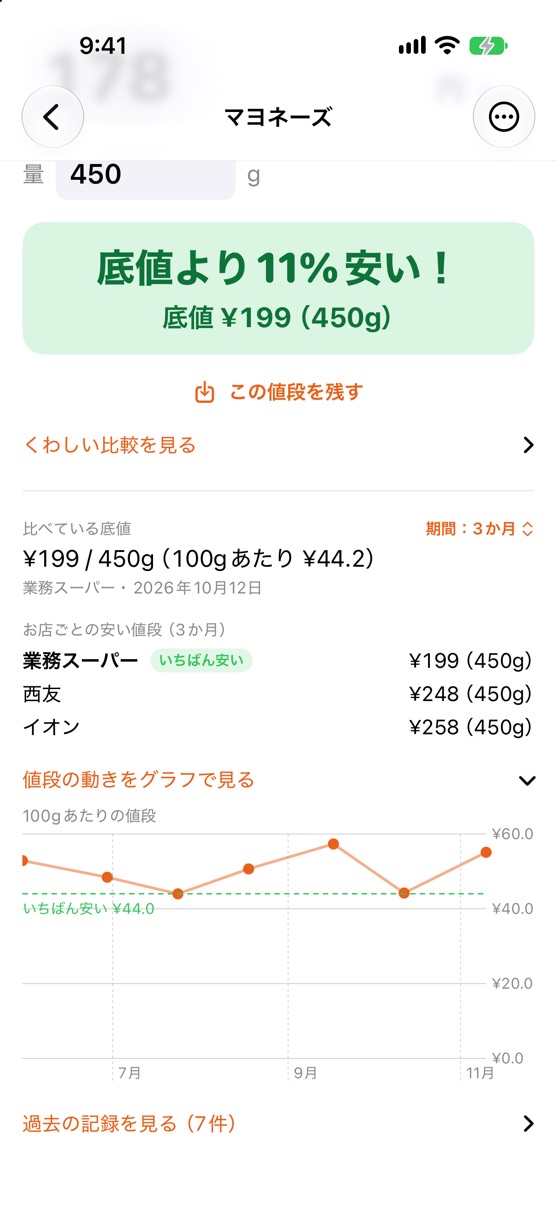 9:41
178
円
マヨネーズ
量 450 g
底値より11%安い！
底値 ¥199（450g）
この値段を残す
くわしい比較を見る
比べている底値 期間：3か月
¥199 / 450g（100gあたり ¥44.2）
業務スーパー・2026年10月12日
お店ごとの安い値段（3か月）
業務スーパー いちばん安い ¥199（450g）
西友 ¥248（450g）
イオン ¥258（450g）
値段の動きをグラフで見る
100gあたりの値段
¥60.0
いちばん安い ¥44.0
¥40.0
¥20.0
¥0.0
7月 9月 11月
過去の記録を見る（7件）